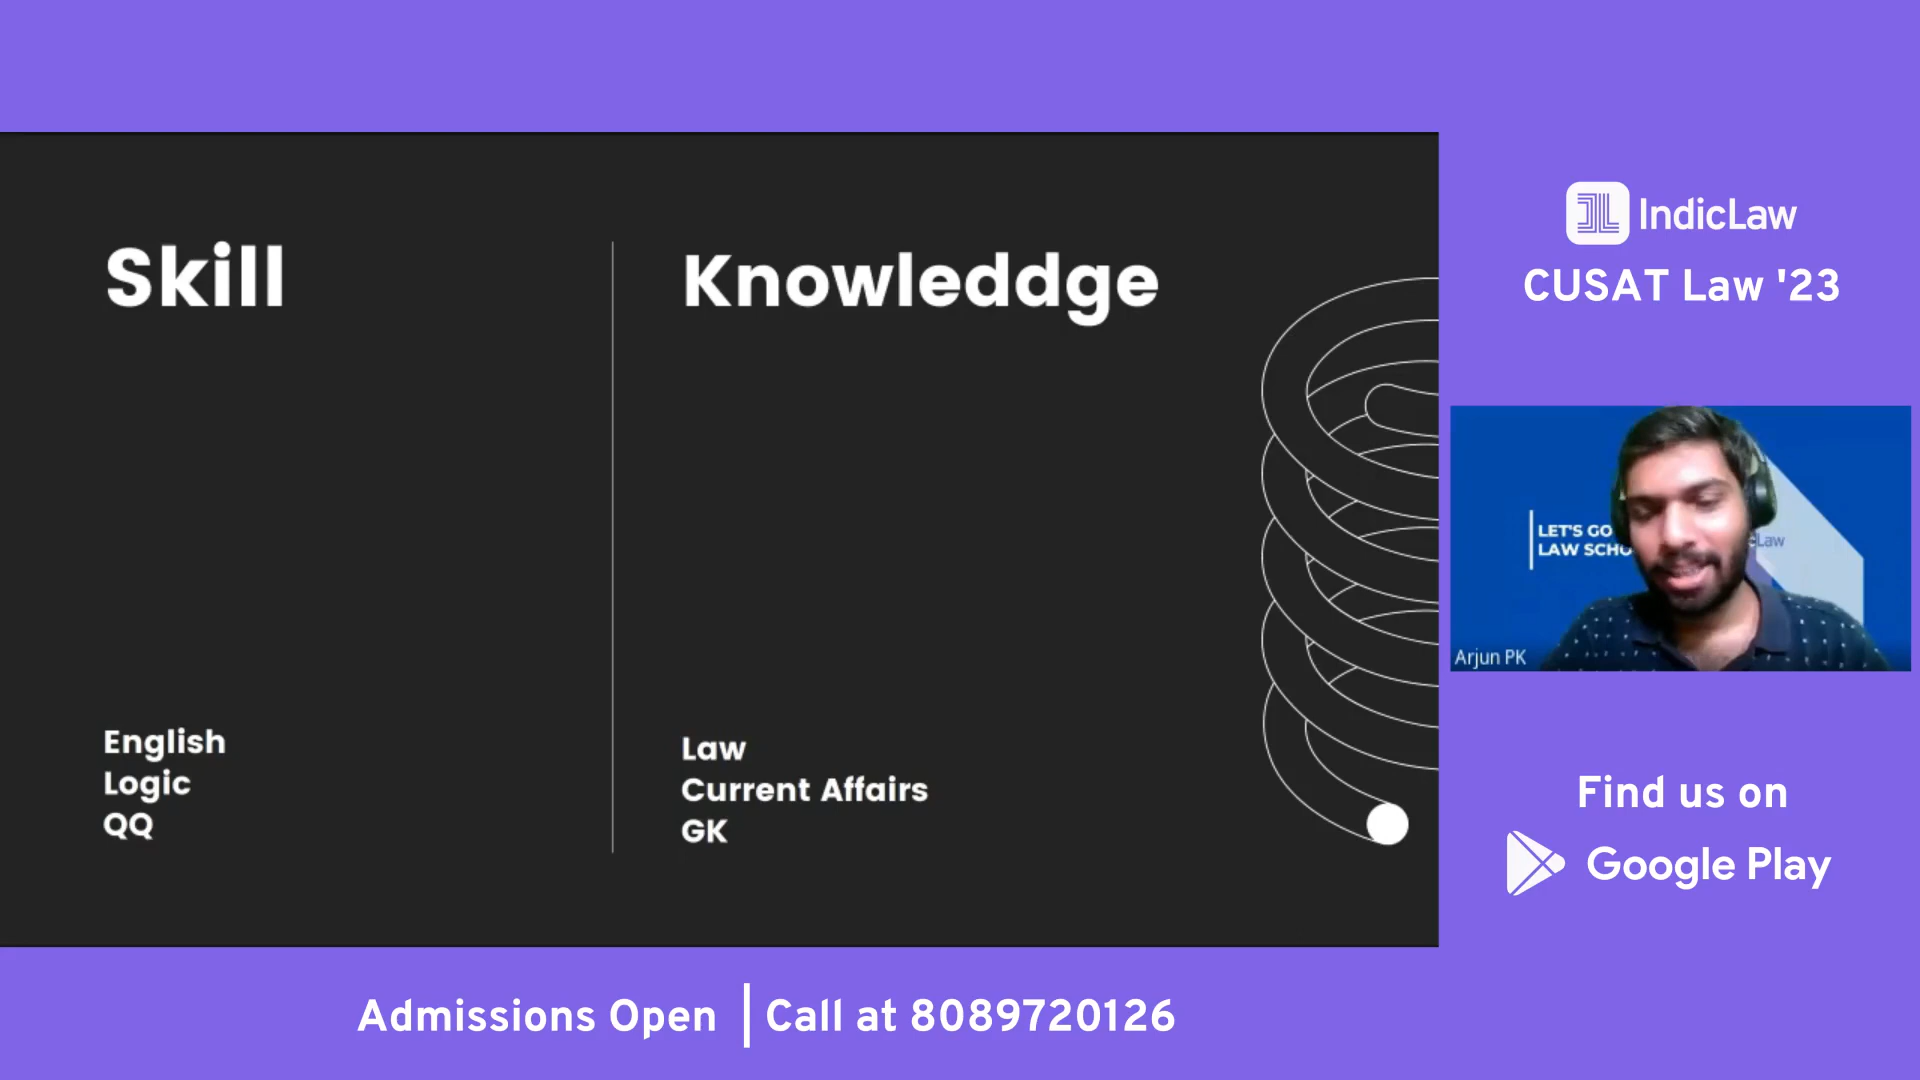 Skill
Knowleddge
English
Logic
QQ
Law
Current Affairs
GK
IndicLaw
CUSAT Law '23
LET'S GO
LAW SCHO
Law
Arjun PK
Find us on
Google Play
Admissions Open | Call at 8089720126